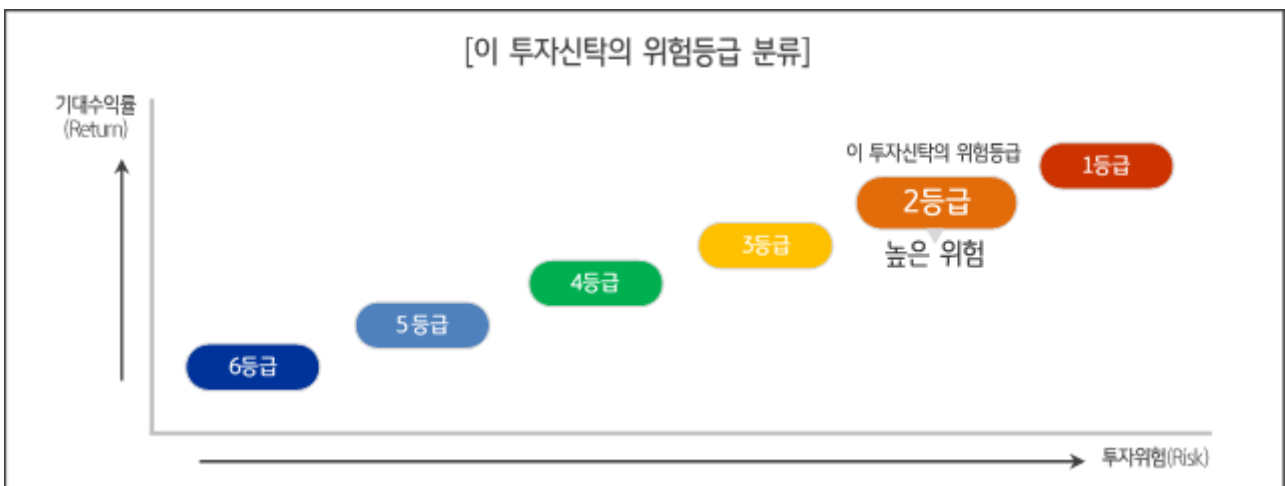 [이 투자신탁의 위험등급 분류]
기대수익률
(Return)
이 투자신탁의 위험등급
1등급
2등급
높은 위험
3등급
4등급
5등급
6등급
투자위험(Risk)